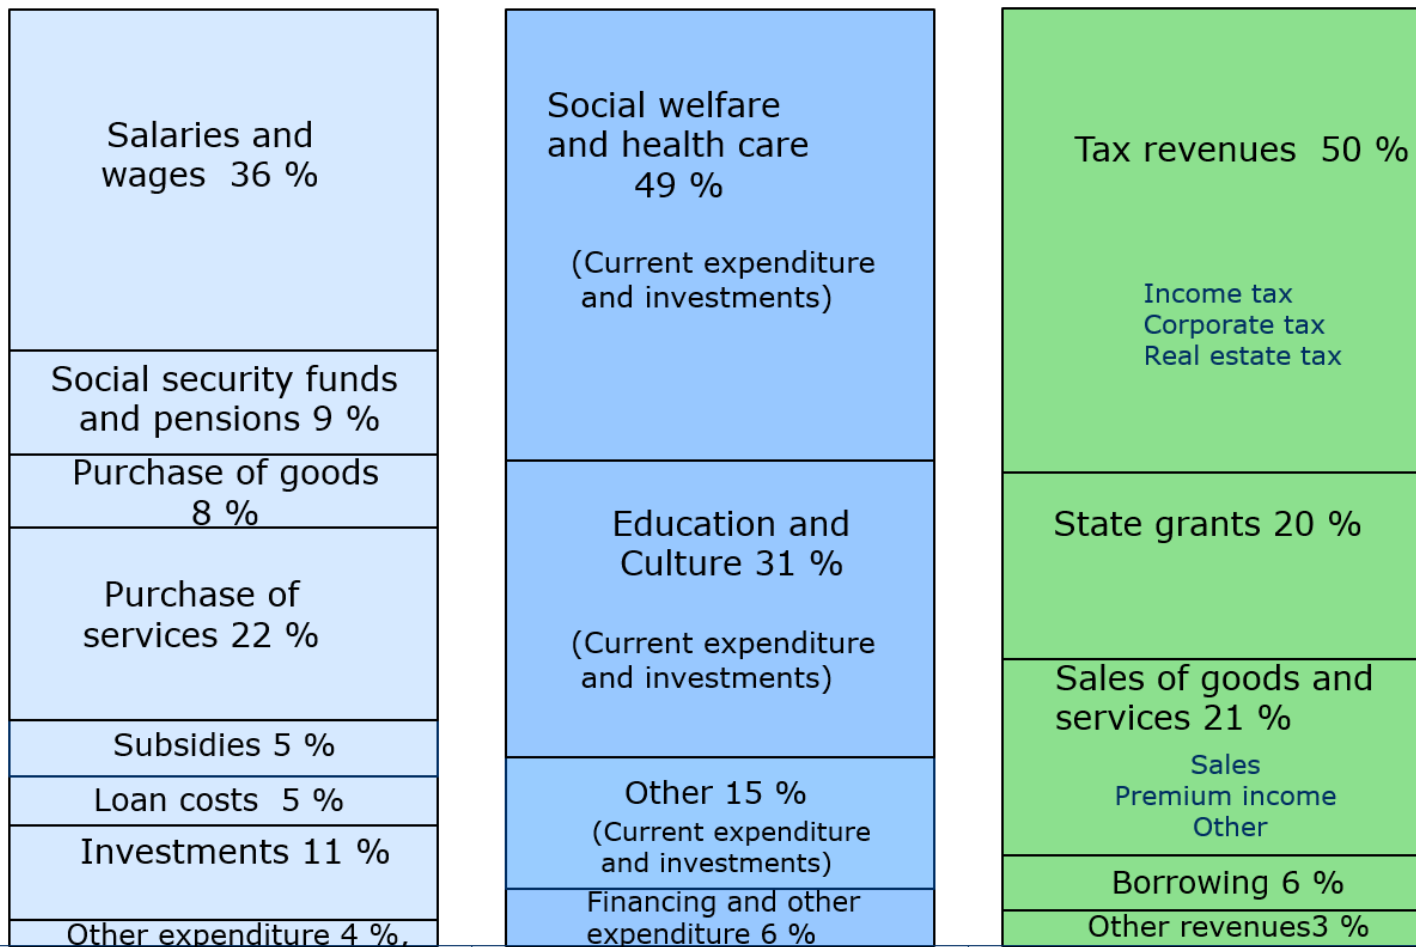 Salaries and
wages 36 %
Social security funds
and pensions 9 %
Purchase of goods
8 %
Purchase of
services 22 %
Subsidies 5 %
Loan costs 5 %
Investments 11 %
Other expenditure 4 %,
Social welfare
and health care
49 %
(Current expenditure
and investments)
Education and
Culture 31 %
(Current expenditure
and investments)
Other 15 %
(Current expenditure
and investments)
Financing and other
expenditure 6 %
Tax revenues 50 %
Income tax
Corporate tax
Real estate tax
State grants 20 %
Sales of goods and
services 21 %
Sales
Premium income
Other
Borrowing 6 %
Other revenues3 %